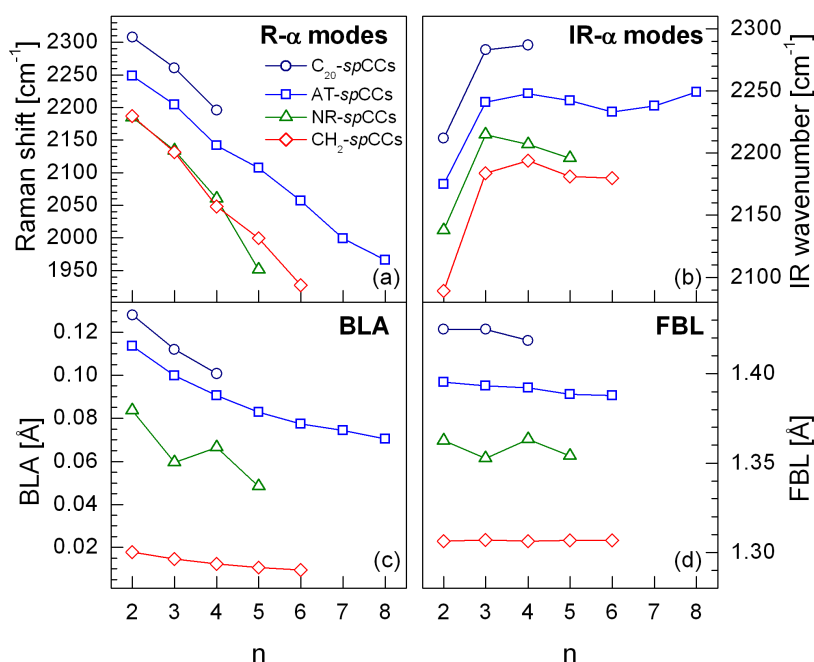 R-α modes
C₂₀-spCCs
AT-spCCs
NR-spCCs
CH₂-spCCs
2300
2250
2200
2150
2100
2050
2000
1950
Raman shift [cm⁻¹]
(a)
IR-α modes
2250
2200
2150
2100
IR wavenumber [cm⁻¹]
(b)
BLA
0.12
0.10
0.08
0.06
0.04
0.02
BLA [Å]
(c)
2 3 4 5 6 7 8
n
FBL
1.40
1.35
1.30
FBL [Å]
(d)
2 3 4 5 6 7 8
n